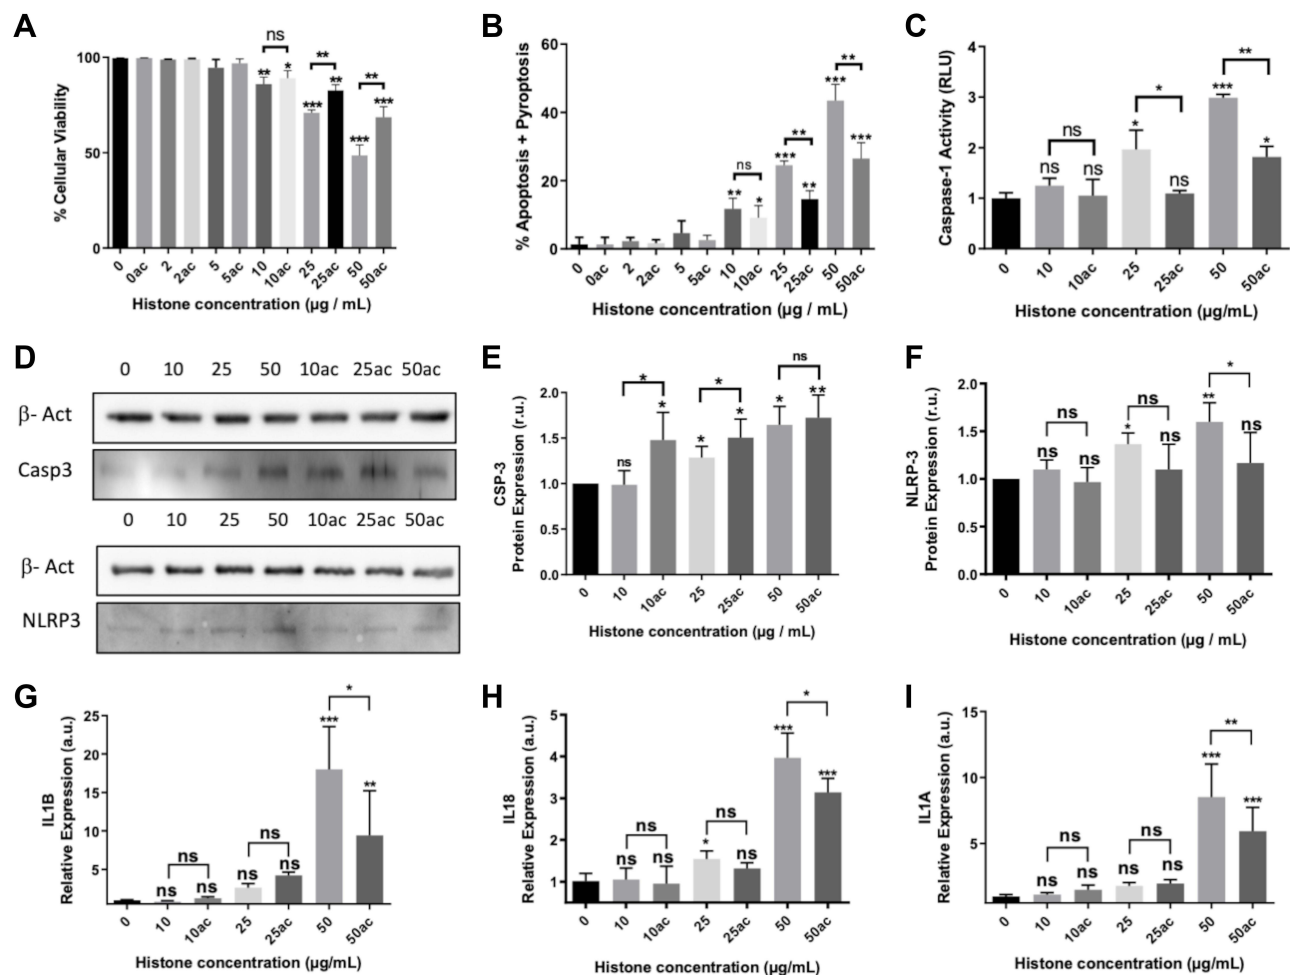 A
% Cellular Viability
100
50
0
ns
** * ** ** **
*** *** ***
0 0ac 2 2ac 5 5ac 10 10ac 25 25ac 50 50ac
Histone concentration (µg / mL)
B
% Apoptosis + Pyroptosis
60
40
20
0
**
***
**
***
***
ns
** * **
0 0ac 2 2ac 5 5ac 10 10ac 25 25ac 50 50ac
Histone concentration (µg / mL)
C
Caspase-1 Activity (RLU)
4
3
2
1
0
**
***
*
ns * *
ns ns ns
0 10 10ac 25 25ac 50 50ac
Histone concentration (µg/mL)
D
0 10 25 50 10ac 25ac 50ac
β- Act
Casp3
0 10 25 50 10ac 25ac 50ac
β- Act
NLRP3
E
CSP-3
Protein Expression (r.u.)
2.0
1.5
1.0
0.5
0.0
ns
* *
* * * **
ns *
0 10 10ac 25 25ac 50 50ac
Histone concentration (µg / mL)
F
NLRP-3
Protein Expression (r.u.)
2.0
1.5
1.0
0.5
0.0
*
**
ns ns
ns ns * ns ns
0 10 10ac 25 25ac 50 50ac
Histone concentration (µg / mL)
G
IL1B
Relative Expression (a.u.)
25
20
15
10
5
*
***
**
ns ns
ns ns ns ns
0 10 10ac 25 25ac 50 50ac
Histone concentration (µg/mL)
H
IL18
Relative Expression (a.u.)
5
4
3
2
1
*
***
***
ns ns
ns ns * ns
0 10 10ac 25 25ac 50 50ac
Histone concentration (µg/mL)
I
IL1A
Relative Expression (a.u.)
15
10
5
**
***
***
ns ns
ns ns ns ns
0 10 10ac 25 25ac 50 50ac
Histone concentration (µg/mL)